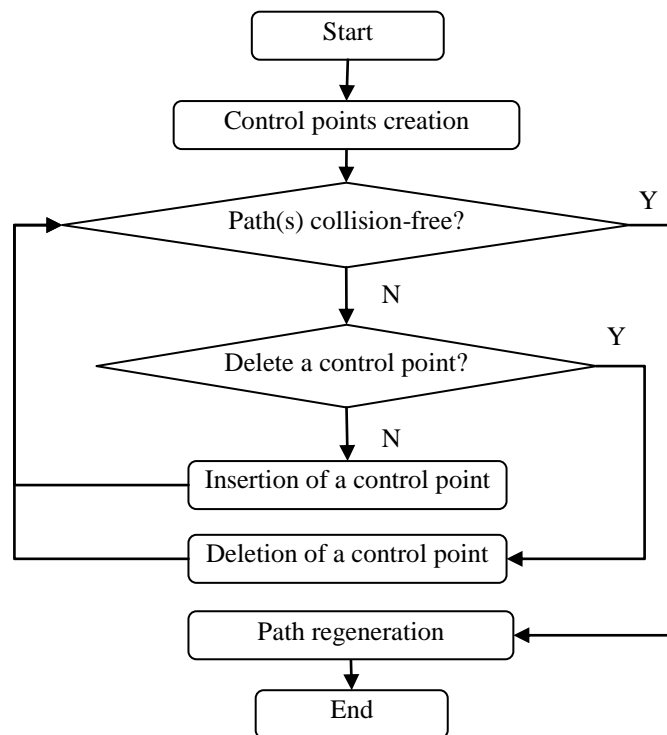 Start
Control points creation
Path(s) collision-free?
Y
N
Delete a control point?
Y
N
Insertion of a control point
Deletion of a control point
Path regeneration
End